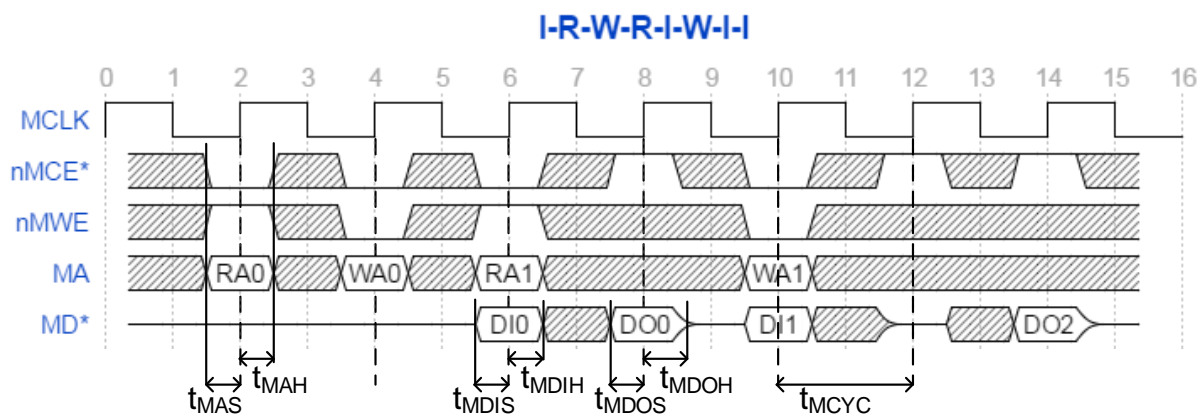 I-R-W-R-I-W-I-I
0 1 2 3 4 5 6 7 8 9 10 11 12 13 14 15 16
MCLK
nMCE*
nMWE
MA RA0 WA0 RA1 WA1
MD* DI0 DO0 DI1 DO2
tMAH tMDIH tMDOH
tMAS tMDIS tMDOS tMCYC